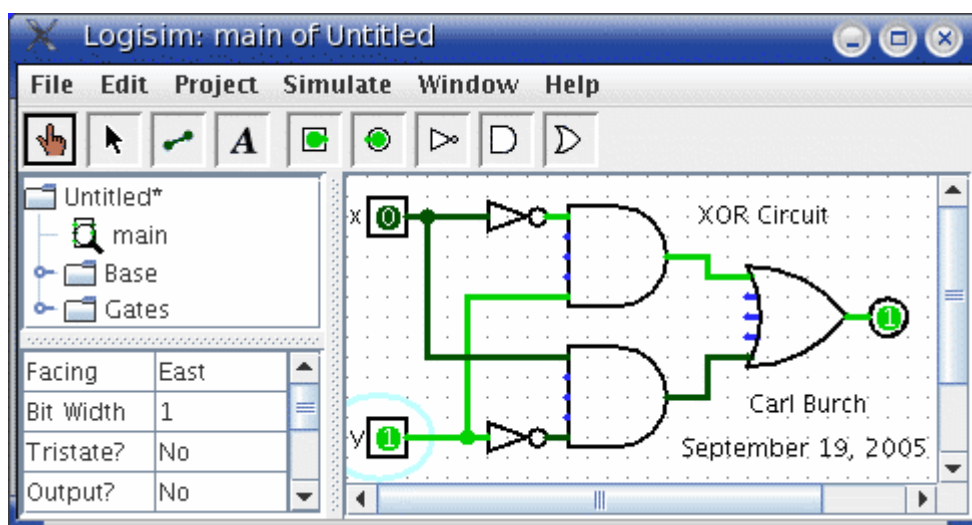 Logisim: main of Untitled
File Edit Project Simulate Window Help
A
Untitled*
main
Base
Gates
Facing East
Bit Width 1
Tristate? No
Output? No
x 0
XOR Circuit
1
y 1
Carl Burch
September 19, 2005